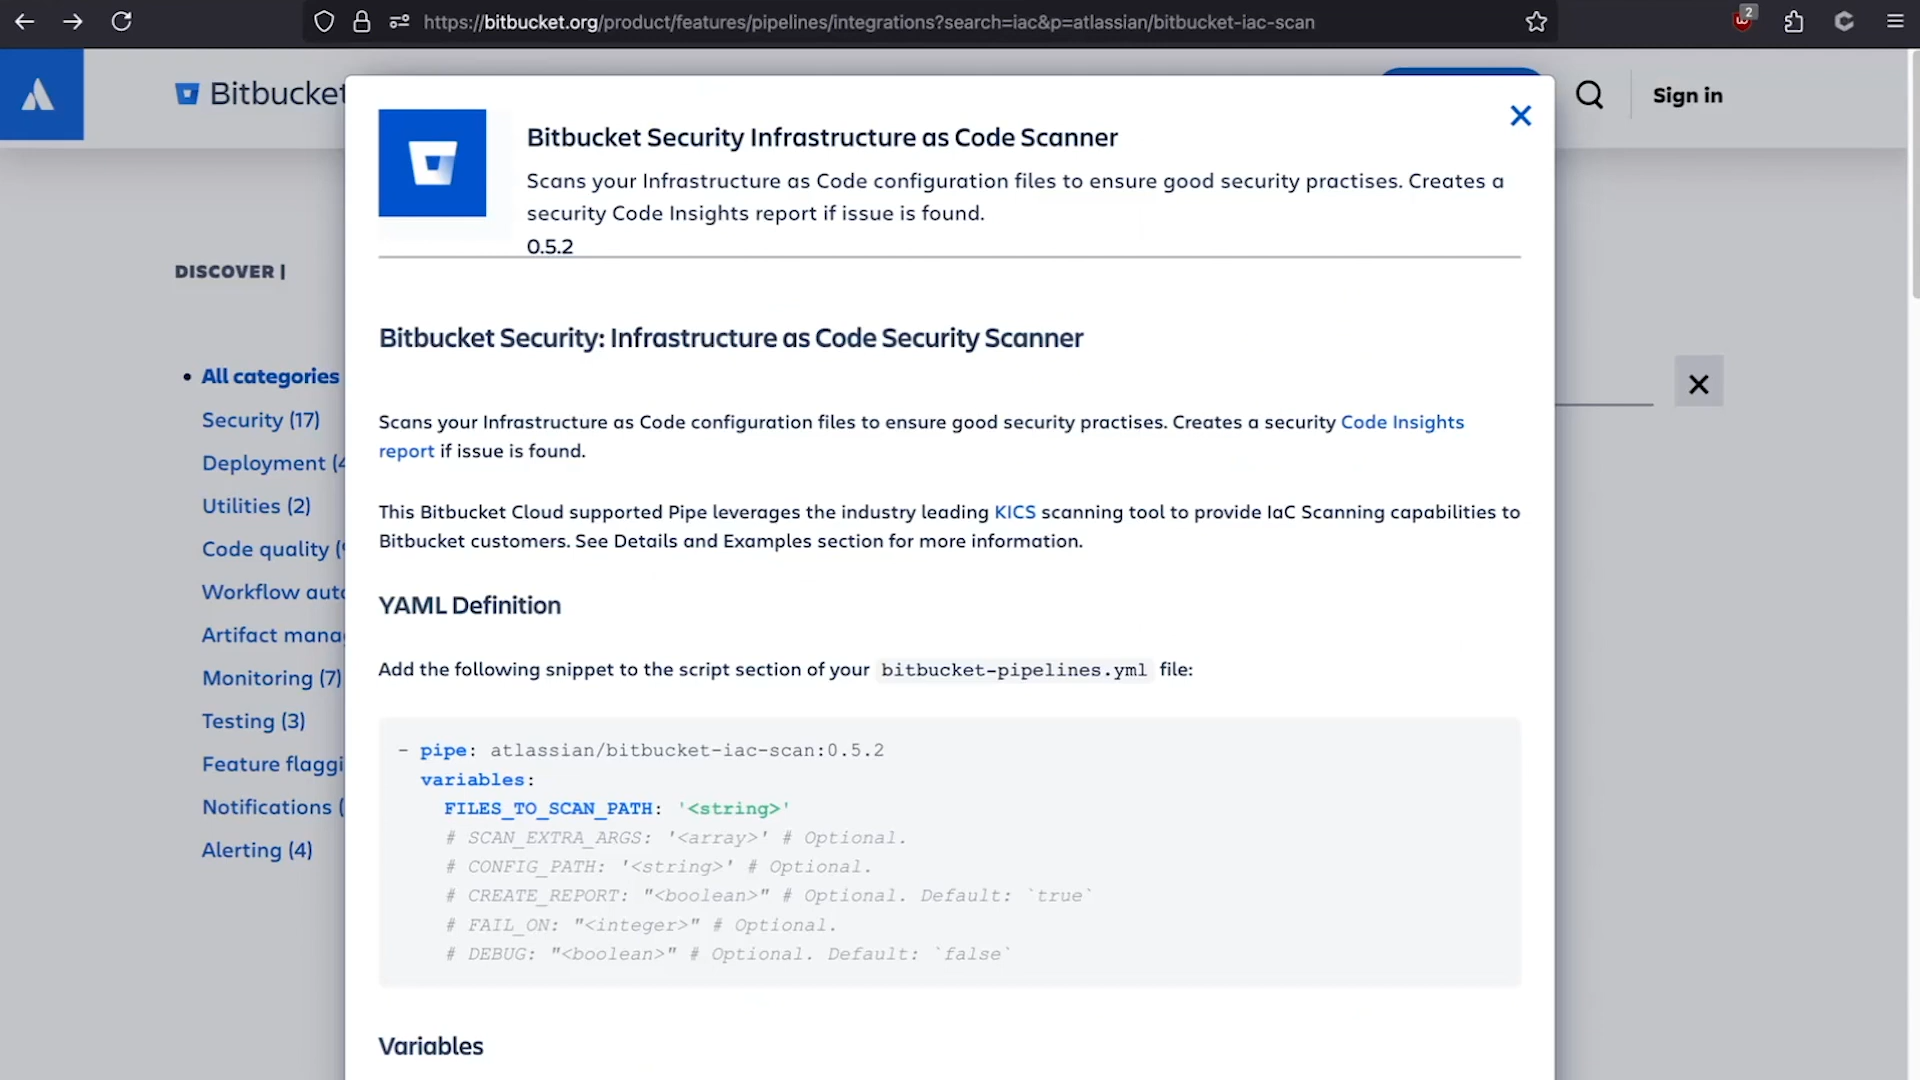 https://bitbucket.org/product/features/pipelines/integrations?search=iac&p=atlassian/bitbucket-iac-scan
2
Bitbucket
Sign in
Bitbucket Security Infrastructure as Code Scanner
Scans your Infrastructure as Code configuration files to ensure good security practises. Creates a
security Code Insights report if issue is found.
0.5.2
DISCOVER |
• All categories
Security (17)
Deployment (4
Utilities (2)
Code quality (
Workflow auto
Artifact manag
Monitoring (7)
Testing (3)
Feature flaggi
Notifications (
Alerting (4)
Bitbucket Security: Infrastructure as Code Security Scanner
Scans your Infrastructure as Code configuration files to ensure good security practises. Creates a security Code Insights
report if issue is found.
This Bitbucket Cloud supported Pipe leverages the industry leading KICS scanning tool to provide IaC Scanning capabilities to
Bitbucket customers. See Details and Examples section for more information.
YAML Definition
Add the following snippet to the script section of your bitbucket-pipelines.yml file:
- pipe: atlassian/bitbucket-iac-scan:0.5.2
variables:
FILES_TO_SCAN_PATH: '<string>'
# SCAN_EXTRA_ARGS: '<array>' # Optional.
# CONFIG_PATH: '<string>' # Optional.
# CREATE_REPORT: "<boolean>" # Optional. Default: `true`
# FAIL_ON: "<integer>" # Optional.
# DEBUG: "<boolean>" # Optional. Default: `false`
Variables